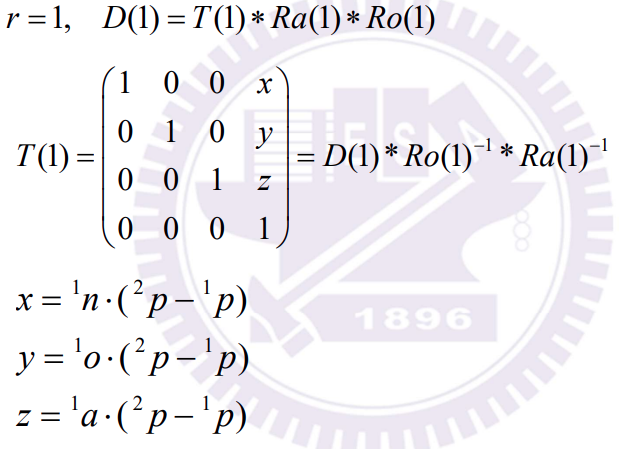 r = 1, D(1) = T(1) * Ra(1) * Ro(1)
T(1) = ( 1 0 0 x
0 1 0 y
0 0 1 z
0 0 0 1 ) = D(1) * Ro(1)⁻¹ * Ra(1)⁻¹
x = ¹n · (²p − ¹p)
y = ¹o · (²p − ¹p)
z = ¹a · (²p − ¹p)
ESA
1896